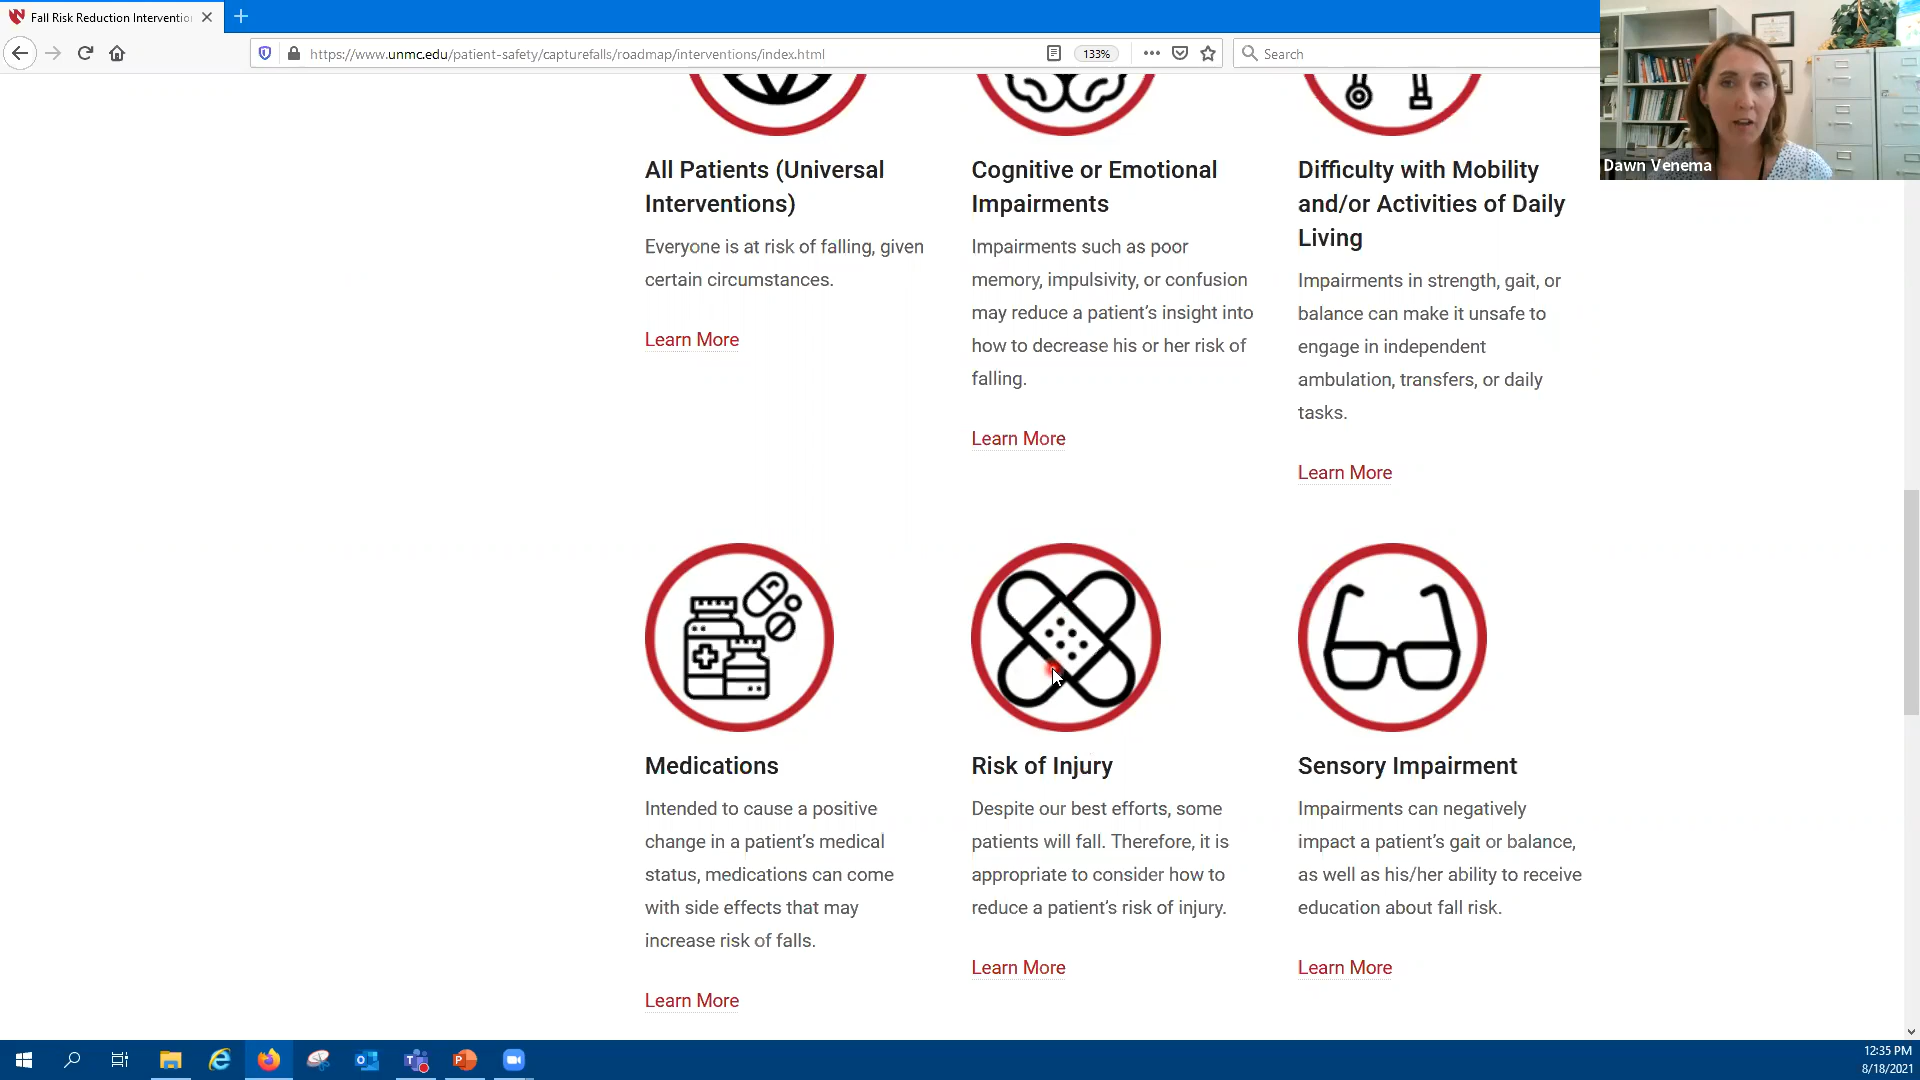 Fall Risk Reduction Interventio
https://www.unmc.edu/patient-safety/capturefalls/roadmap/interventions/index.html
133%
Search
Dawn Venema
All Patients (Universal
Interventions)
Everyone is at risk of falling, given
certain circumstances.
Learn More
Cognitive or Emotional
Impairments
Impairments such as poor
memory, impulsivity, or confusion
may reduce a patient's insight into
how to decrease his or her risk of
falling.
Learn More
Difficulty with Mobility
and/or Activities of Daily
Living
Impairments in strength, gait, or
balance can make it unsafe to
engage in independent
ambulation, transfers, or daily
tasks.
Learn More
Medications
Intended to cause a positive
change in a patient's medical
status, medications can come
with side effects that may
increase risk of falls.
Learn More
Risk of Injury
Despite our best efforts, some
patients will fall. Therefore, it is
appropriate to consider how to
reduce a patient's risk of injury.
Learn More
Sensory Impairment
Impairments can negatively
impact a patient's gait or balance,
as well as his/her ability to receive
education about fall risk.
Learn More
12:35 PM
8/18/2021